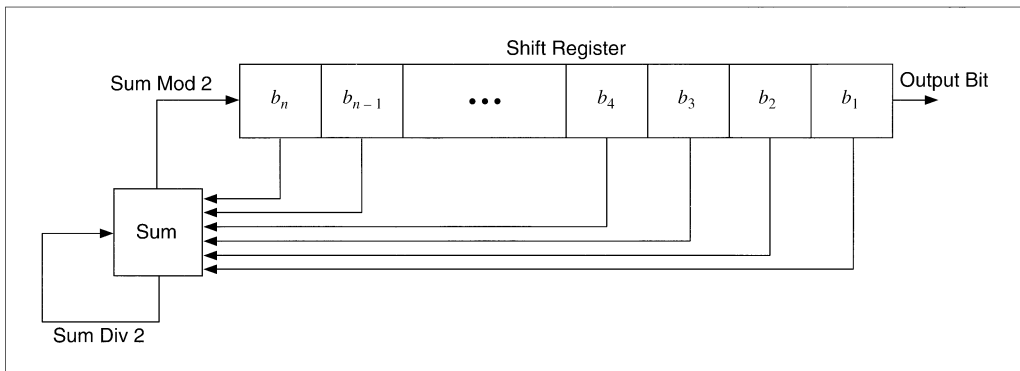 Shift Register
Sum Mod 2
b_n b_{n-1} ••• b_4 b_3 b_2 b_1
Output Bit
Sum
Sum Div 2